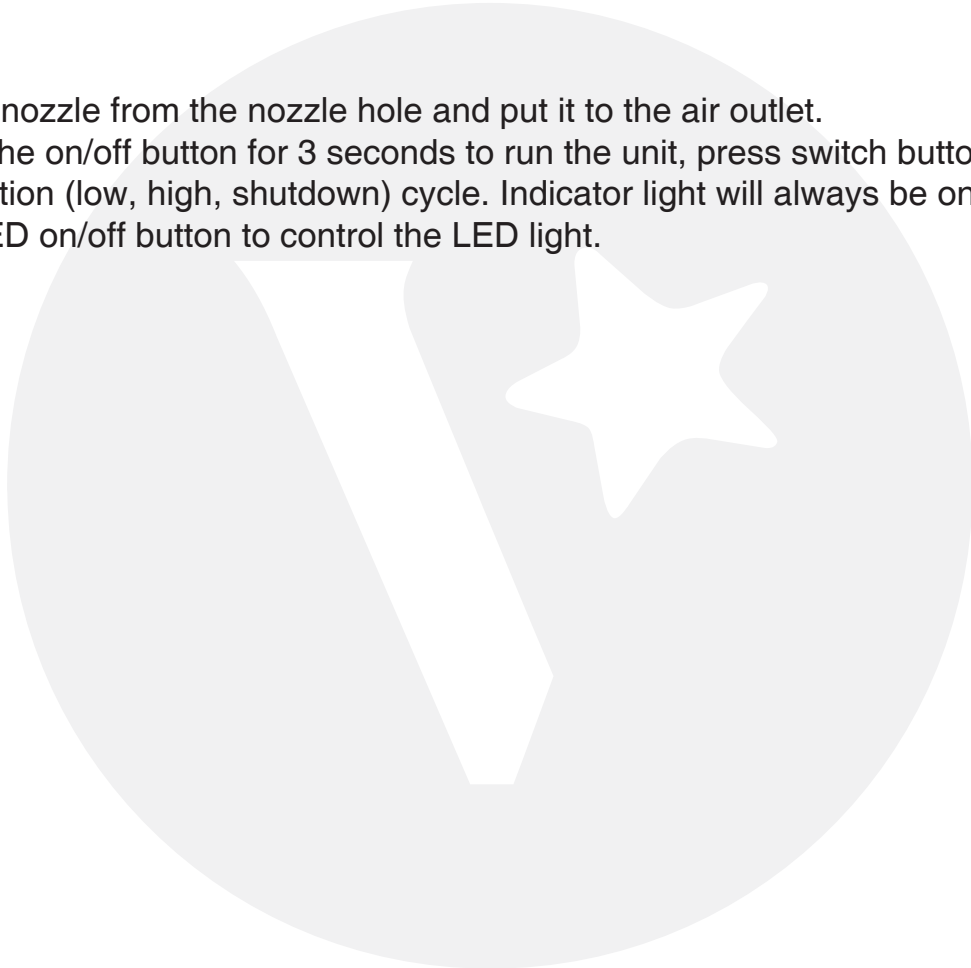 nozzle from the nozzle hole and put it to the air outlet.
he on/off button for 3 seconds to run the unit, press switch butto
tion (low, high, shutdown) cycle. Indicator light will always be on
ED on/off button to control the LED light.